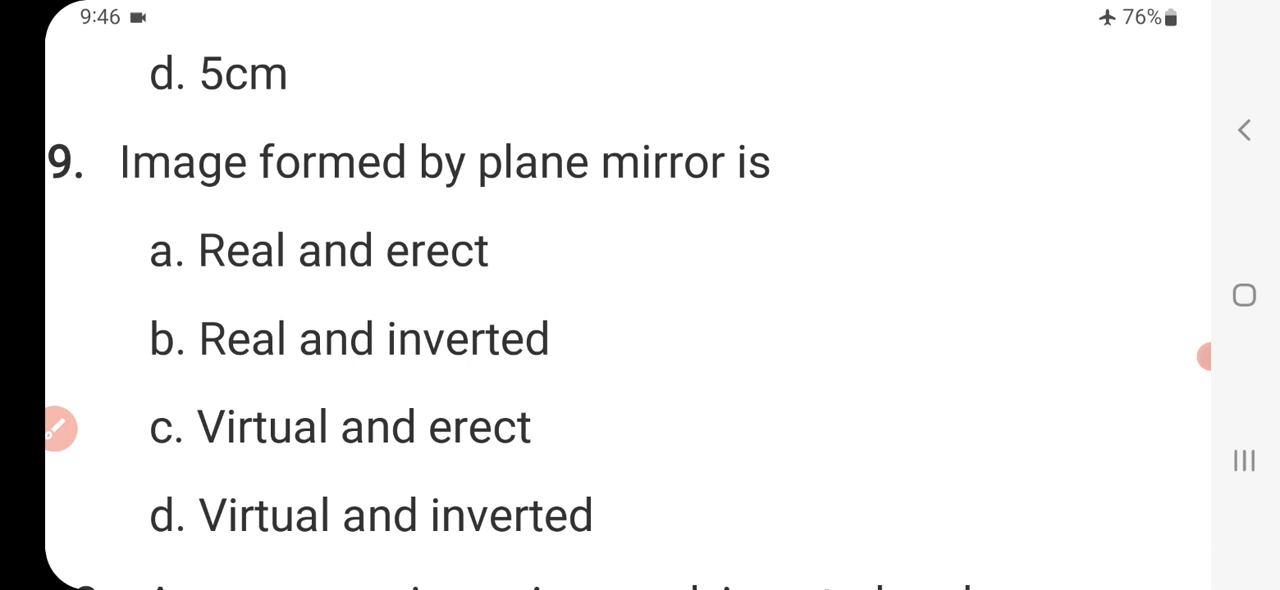 9:46 76%
d. 5cm
9. Image formed by plane mirror is
a. Real and erect
b. Real and inverted
c. Virtual and erect
d. Virtual and inverted